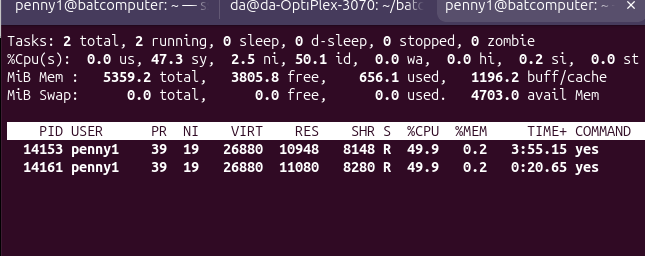 penny1@batcomputer: ~ — s da@da-OptiPlex-3070: ~/batc penny1@batcomputer: ~ ×
Tasks: 2 total, 2 running, 0 sleep, 0 d-sleep, 0 stopped, 0 zombie
%Cpu(s): 0.0 us, 47.3 sy, 2.5 ni, 50.1 id, 0.0 wa, 0.0 hi, 0.2 si, 0.0 st
MiB Mem : 5359.2 total, 3805.8 free, 656.1 used, 1196.2 buff/cache
MiB Swap: 0.0 total, 0.0 free, 0.0 used. 4703.0 avail Mem
PID USER PR NI VIRT RES SHR S %CPU %MEM TIME+ COMMAND
14153 penny1 39 19 26880 10948 8148 R 49.9 0.2 3:55.15 yes
14161 penny1 39 19 26880 11080 8280 R 49.9 0.2 0:20.65 yes